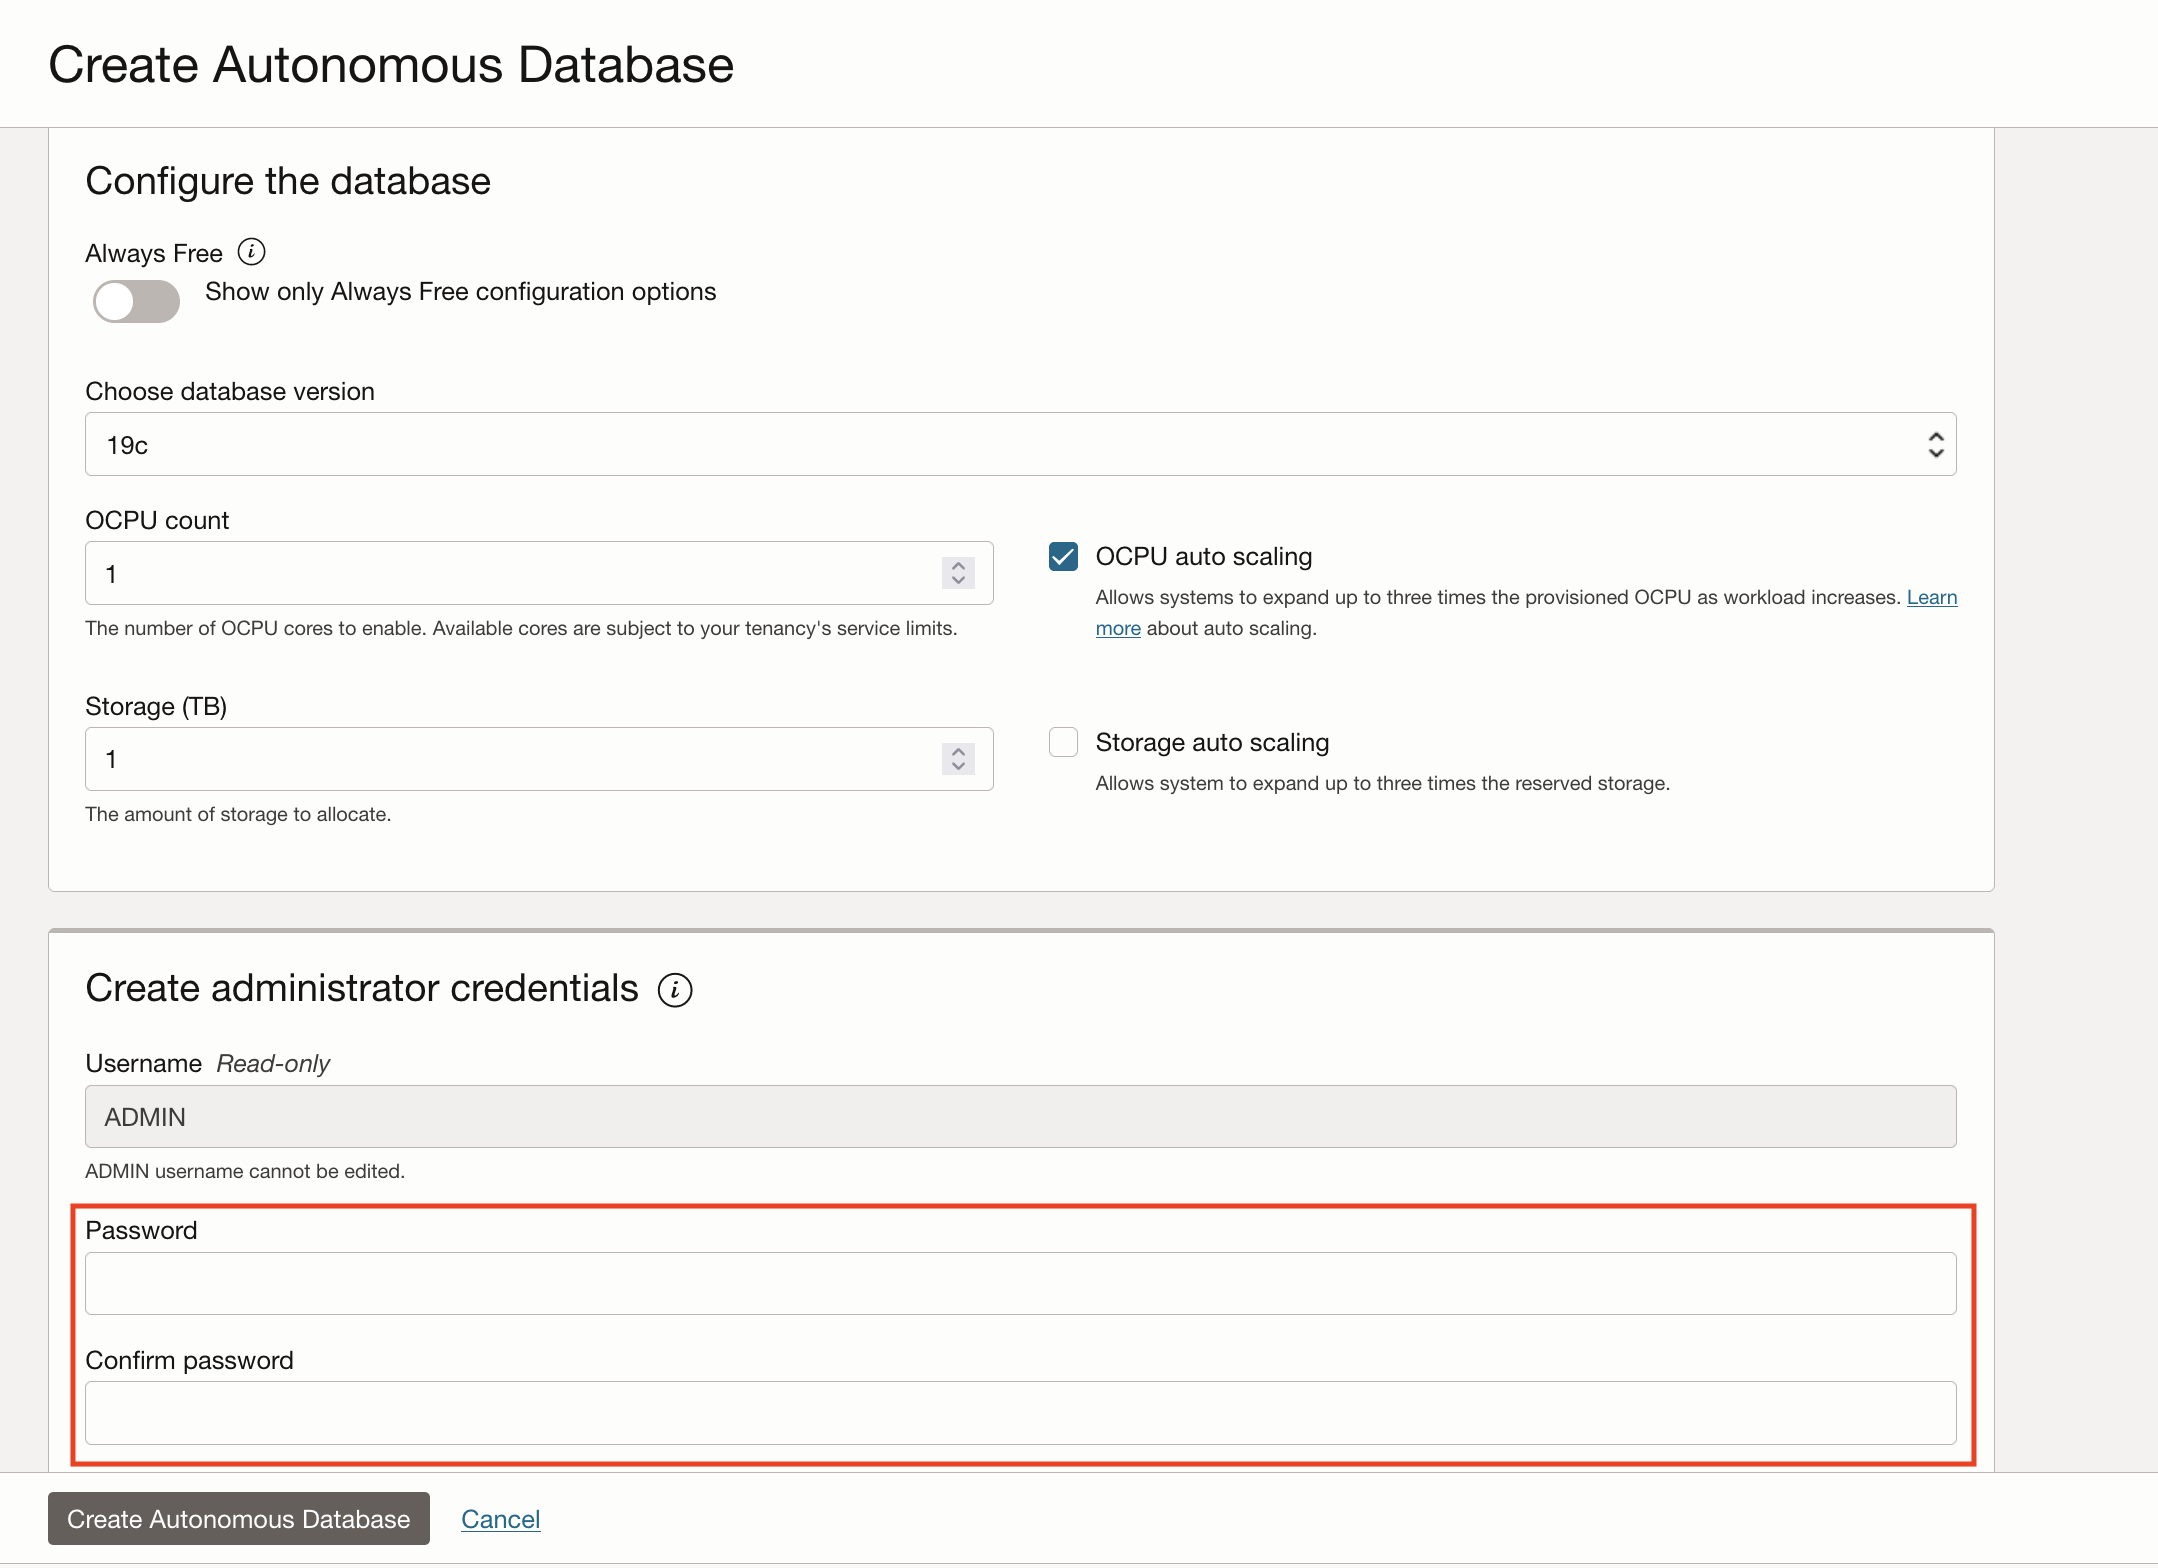 Create Autonomous Database
Configure the database
Always Free
Show only Always Free configuration options
Choose database version
19c
OCPU count
1
The number of OCPU cores to enable. Available cores are subject to your tenancy's service limits.
OCPU auto scaling
Allows systems to expand up to three times the provisioned OCPU as workload increases. Learn
more about auto scaling.
Storage (TB)
1
The amount of storage to allocate.
Storage auto scaling
Allows system to expand up to three times the reserved storage.
Create administrator credentials
Username Read-only
ADMIN
ADMIN username cannot be edited.
Password
Confirm password
Create Autonomous Database Cancel